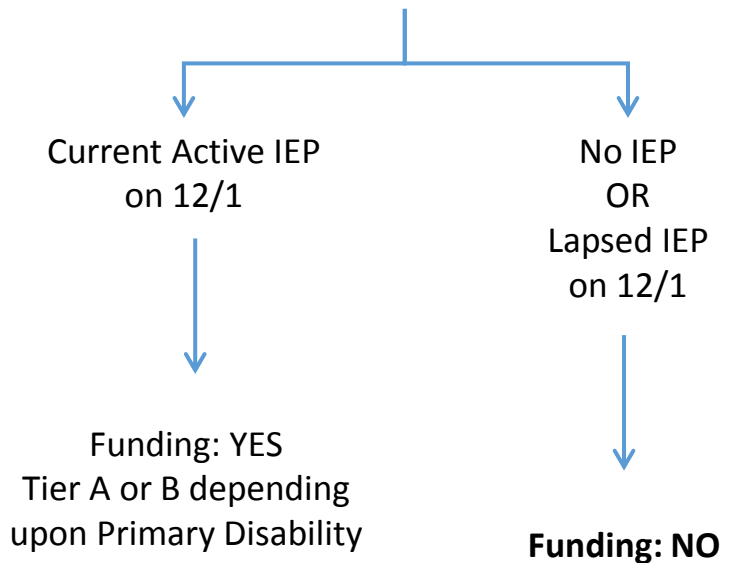 Current Active IEP
on 12/1
No IEP
OR
Lapsed IEP
on 12/1
Funding: YES
Tier A or B depending
upon Primary Disability
Funding: NO